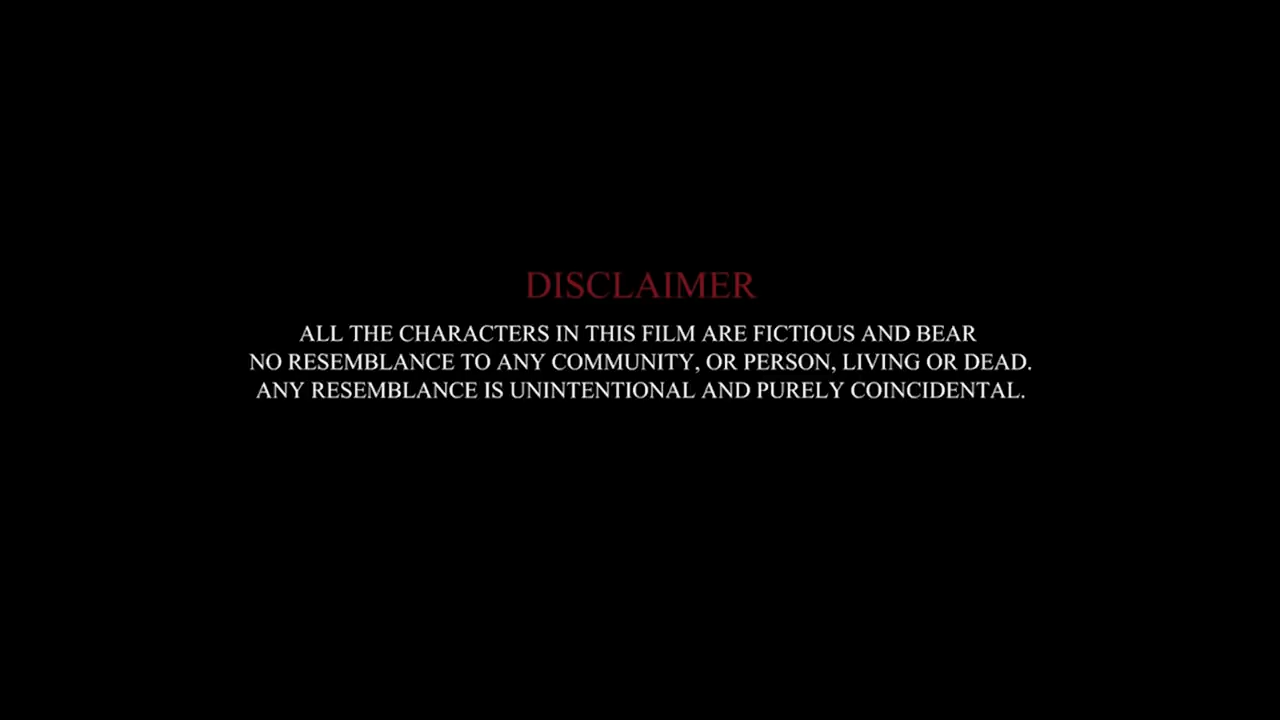 DISCLAIMER
ALL THE CHARACTERS IN THIS FILM ARE FICTIOUS AND BEAR
NO RESEMBLANCE TO ANY COMMUNITY, OR PERSON, LIVING OR DEAD.
ANY RESEMBLANCE IS UNINTENTIONAL AND PURELY COINCIDENTAL.